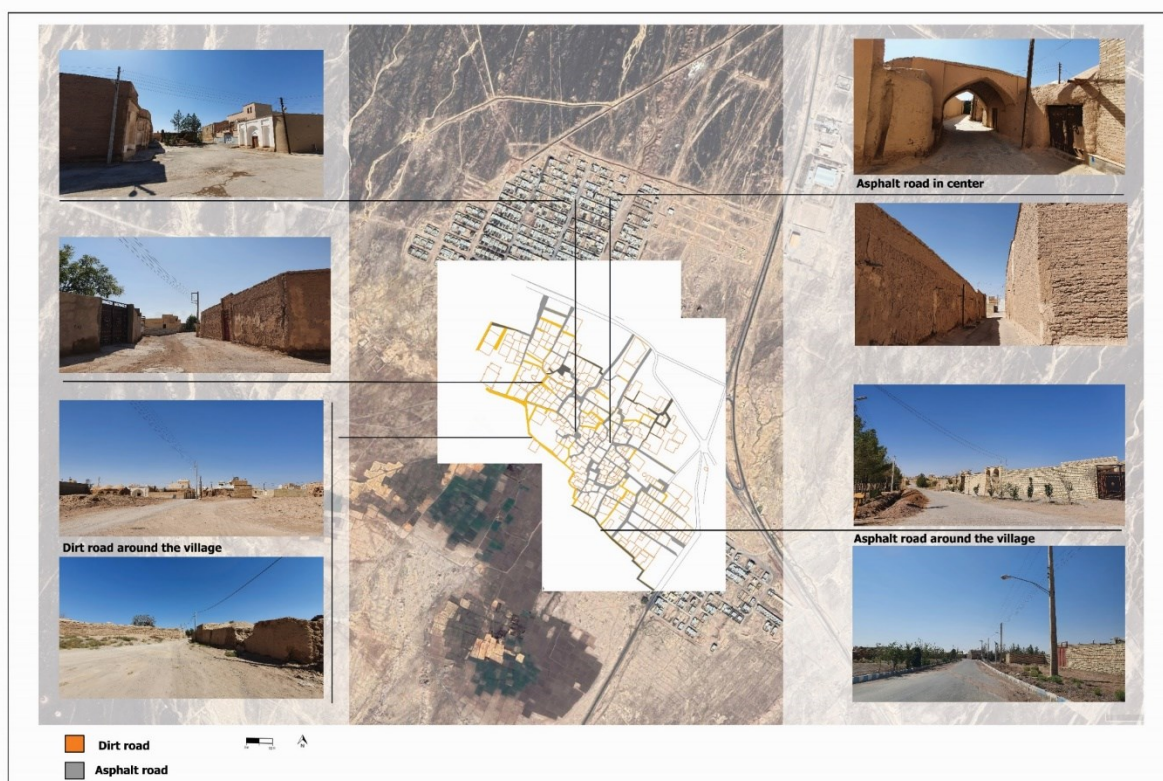 Asphalt road in center
Dirt road around the village
Asphalt road around the village
Dirt road
N
Asphalt road